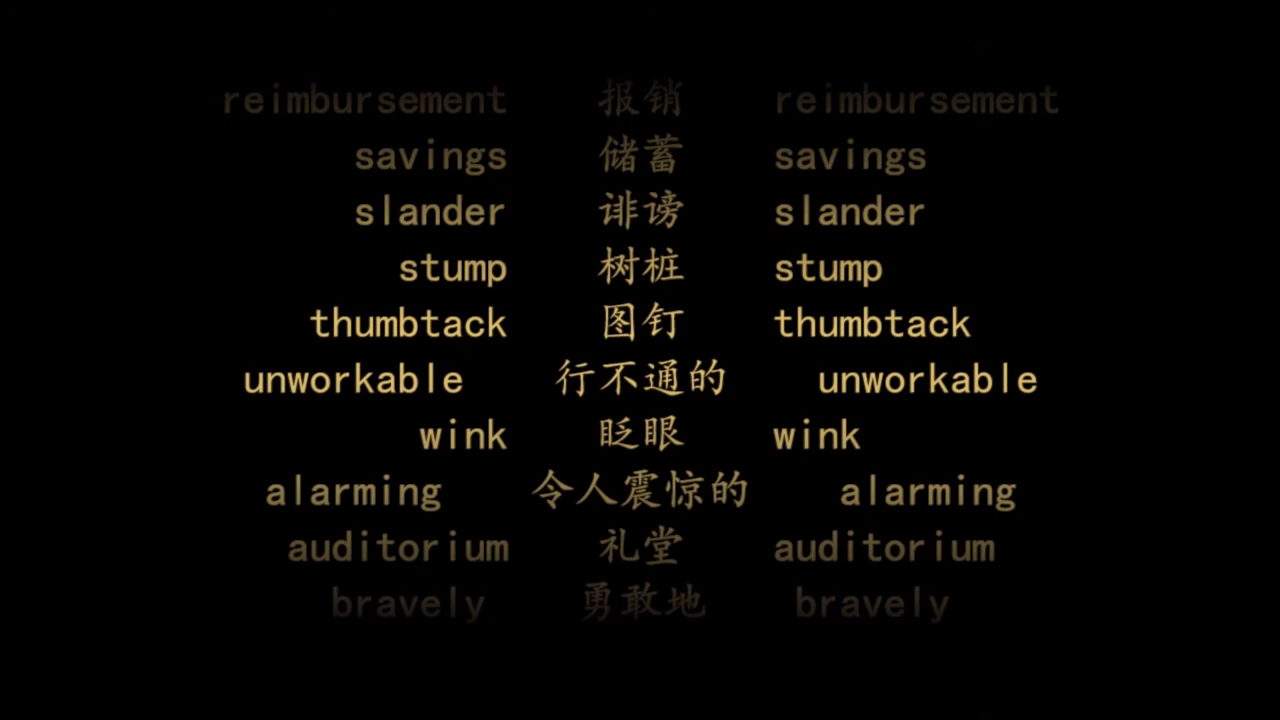 reimbursement 报销 reimbursement
savings 储蓄 savings
slander 诽谤 slander
stump 树桩 stump
thumbtack 图钉 thumbtack
unworkable 行不通的 unworkable
wink 眨眼 wink
alarming 令人震惊的 alarming
auditorium 礼堂 auditorium
bravely 勇敢地 bravely